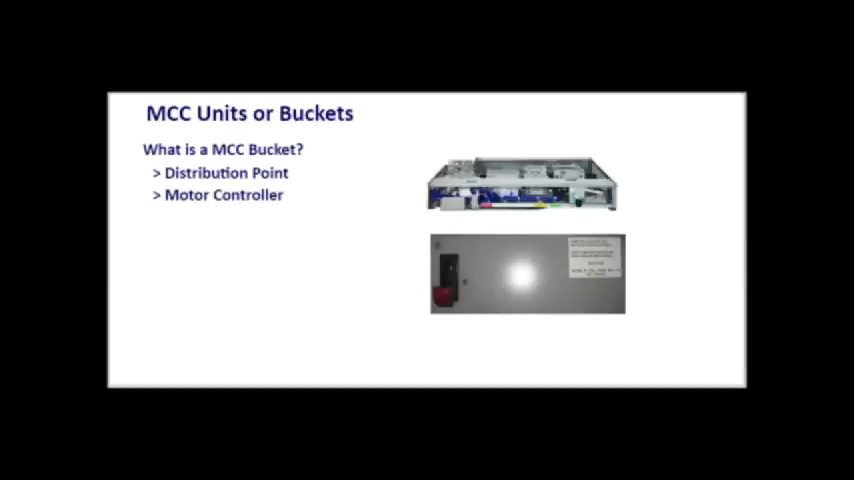 MCC Units or Buckets
What is a MCC Bucket?
> Distribution Point
> Motor Controller